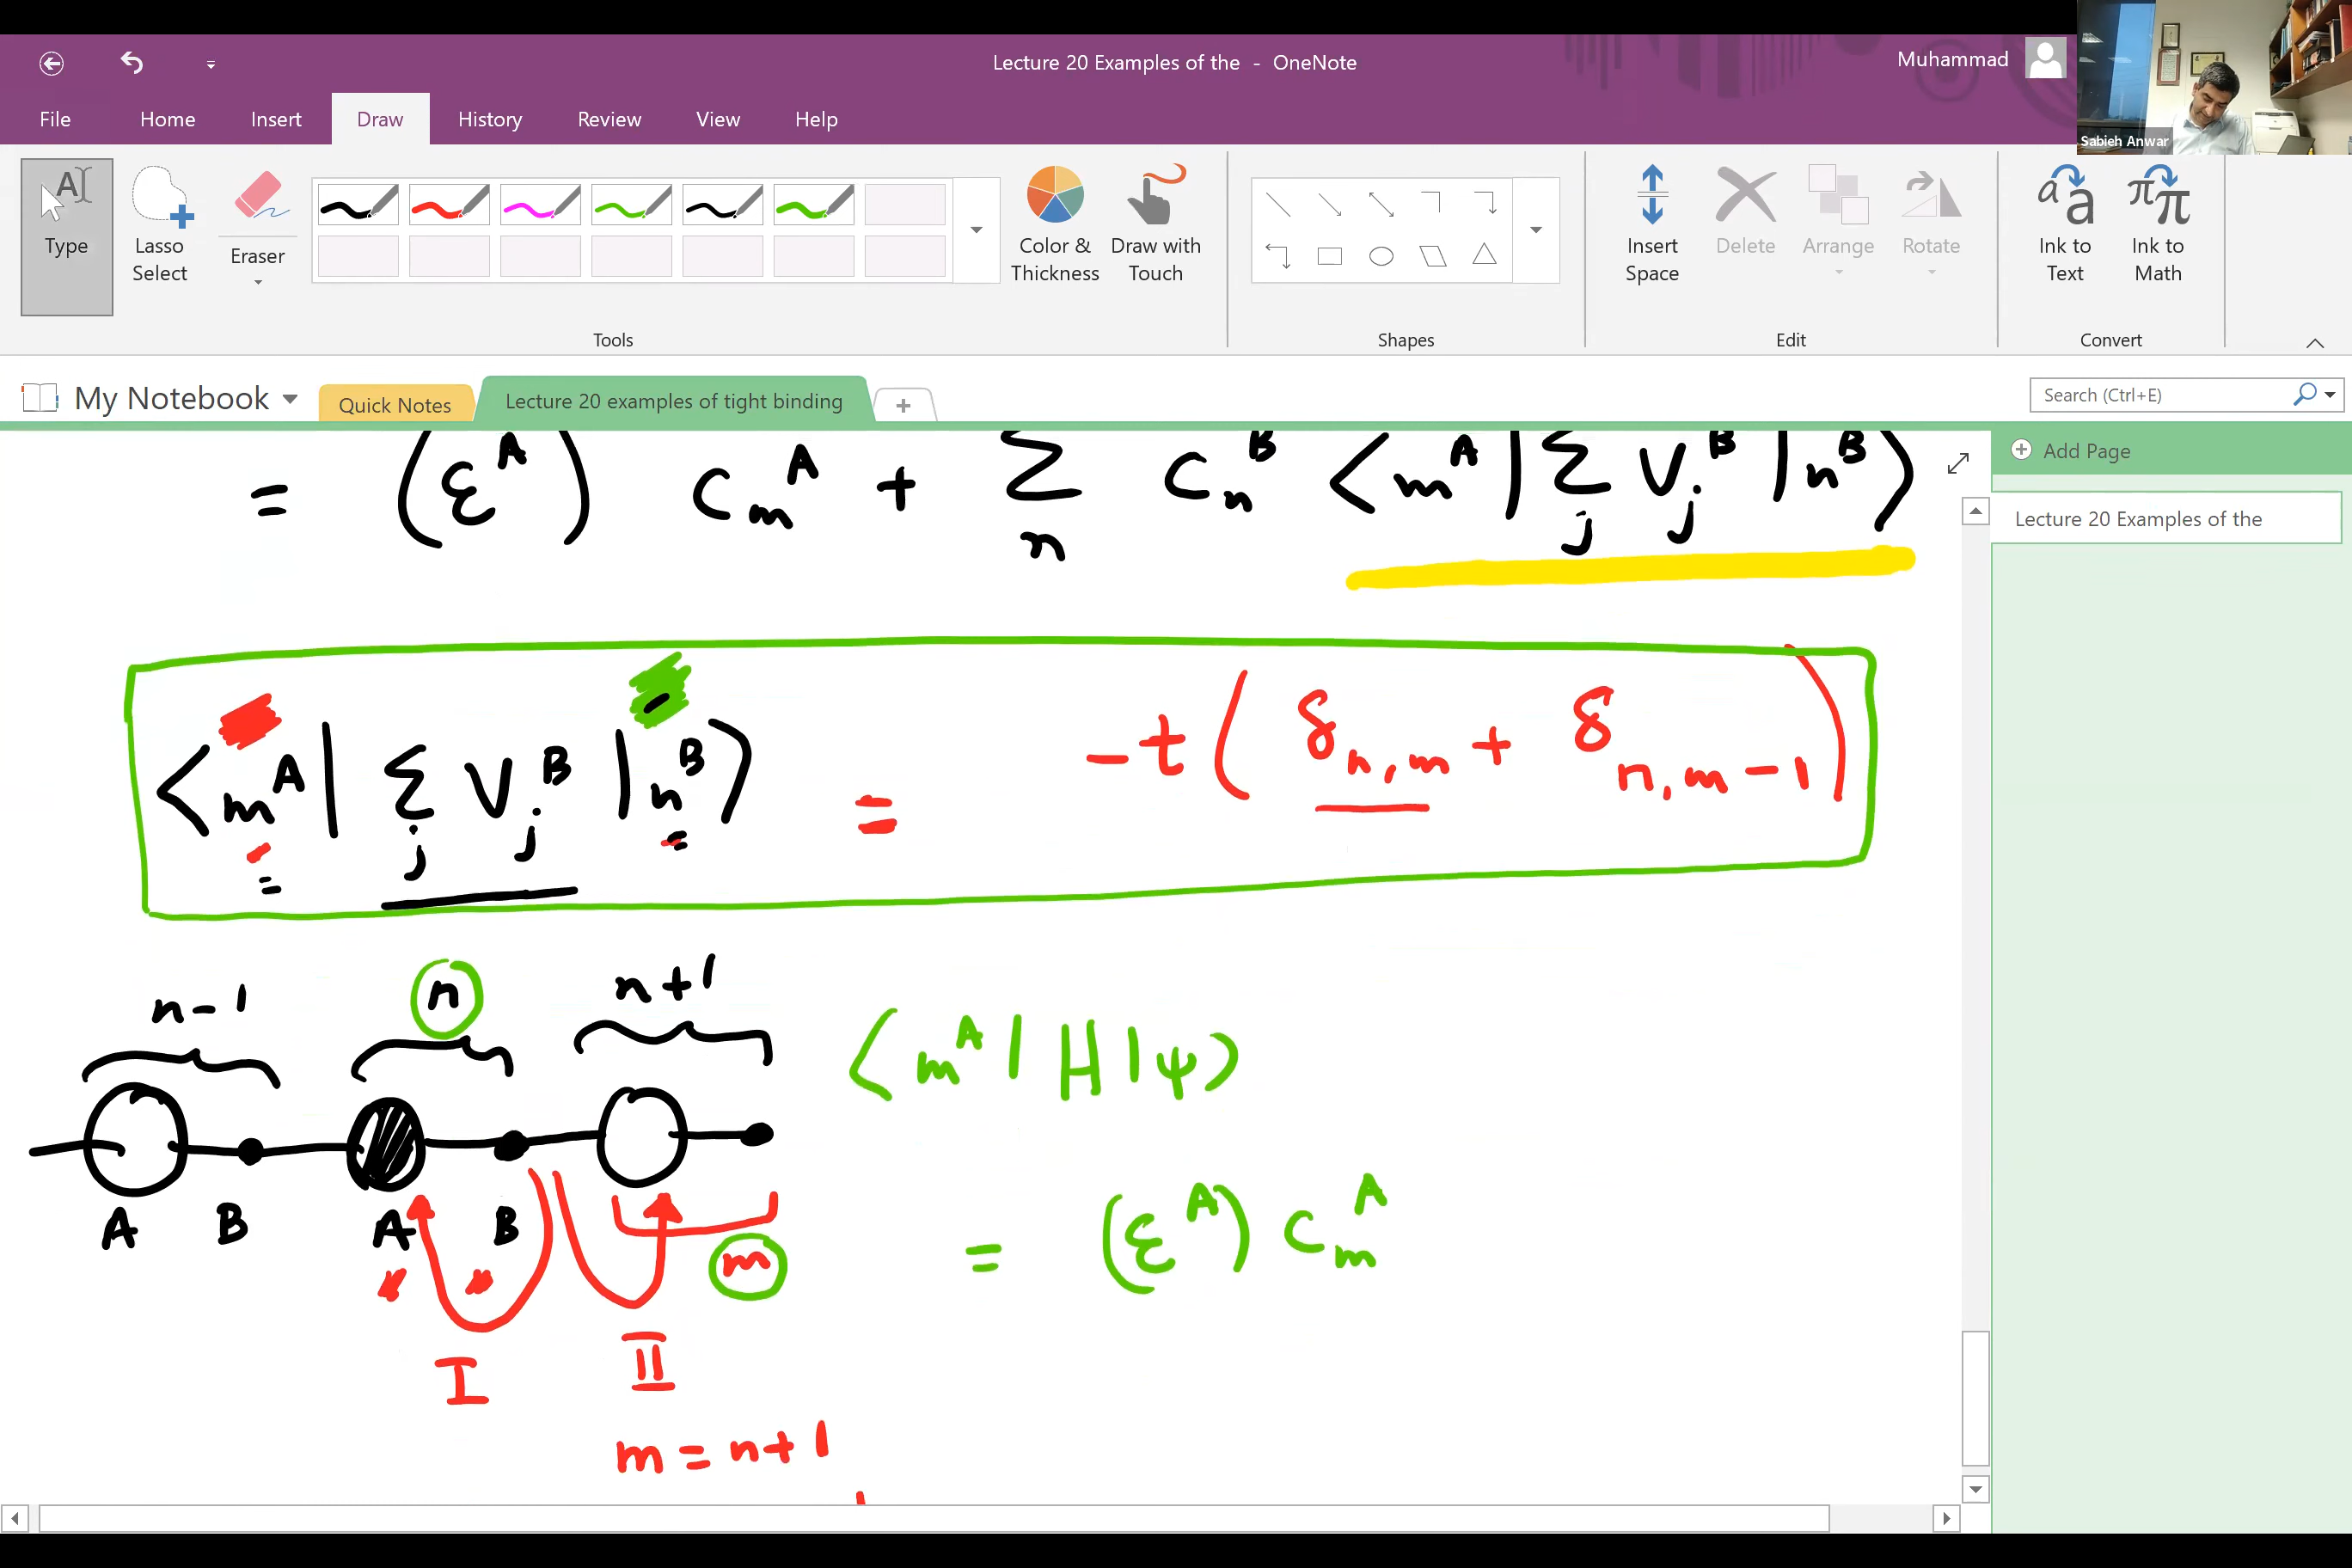 Lecture 20 Examples of the - OneNote
Muhammad
Sabieh Anwar
File Home Insert Draw History Review View Help
Type
Lasso Select
Eraser
Color & Thickness
Draw with Touch
Insert Space
Delete
Arrange
Rotate
Ink to Text
Ink to Math
Tools Shapes Edit Convert
My Notebook
Quick Notes
Lecture 20 examples of tight binding
Search (Ctrl+E)
Add Page
Lecture 20 Examples of the
= (ε^A) c_m^A + Σ_n c_n^B <m^A| Σ_j V_j^B |n^B>
<m^A| Σ_j V_j^B |n^B> = -t( δ_{n,m} + δ_{n,m-1} )
n-1 n n+1
<m^A|H|ψ>
A B A B
m
= (ε^A) c_m^A
I II
m = n+1